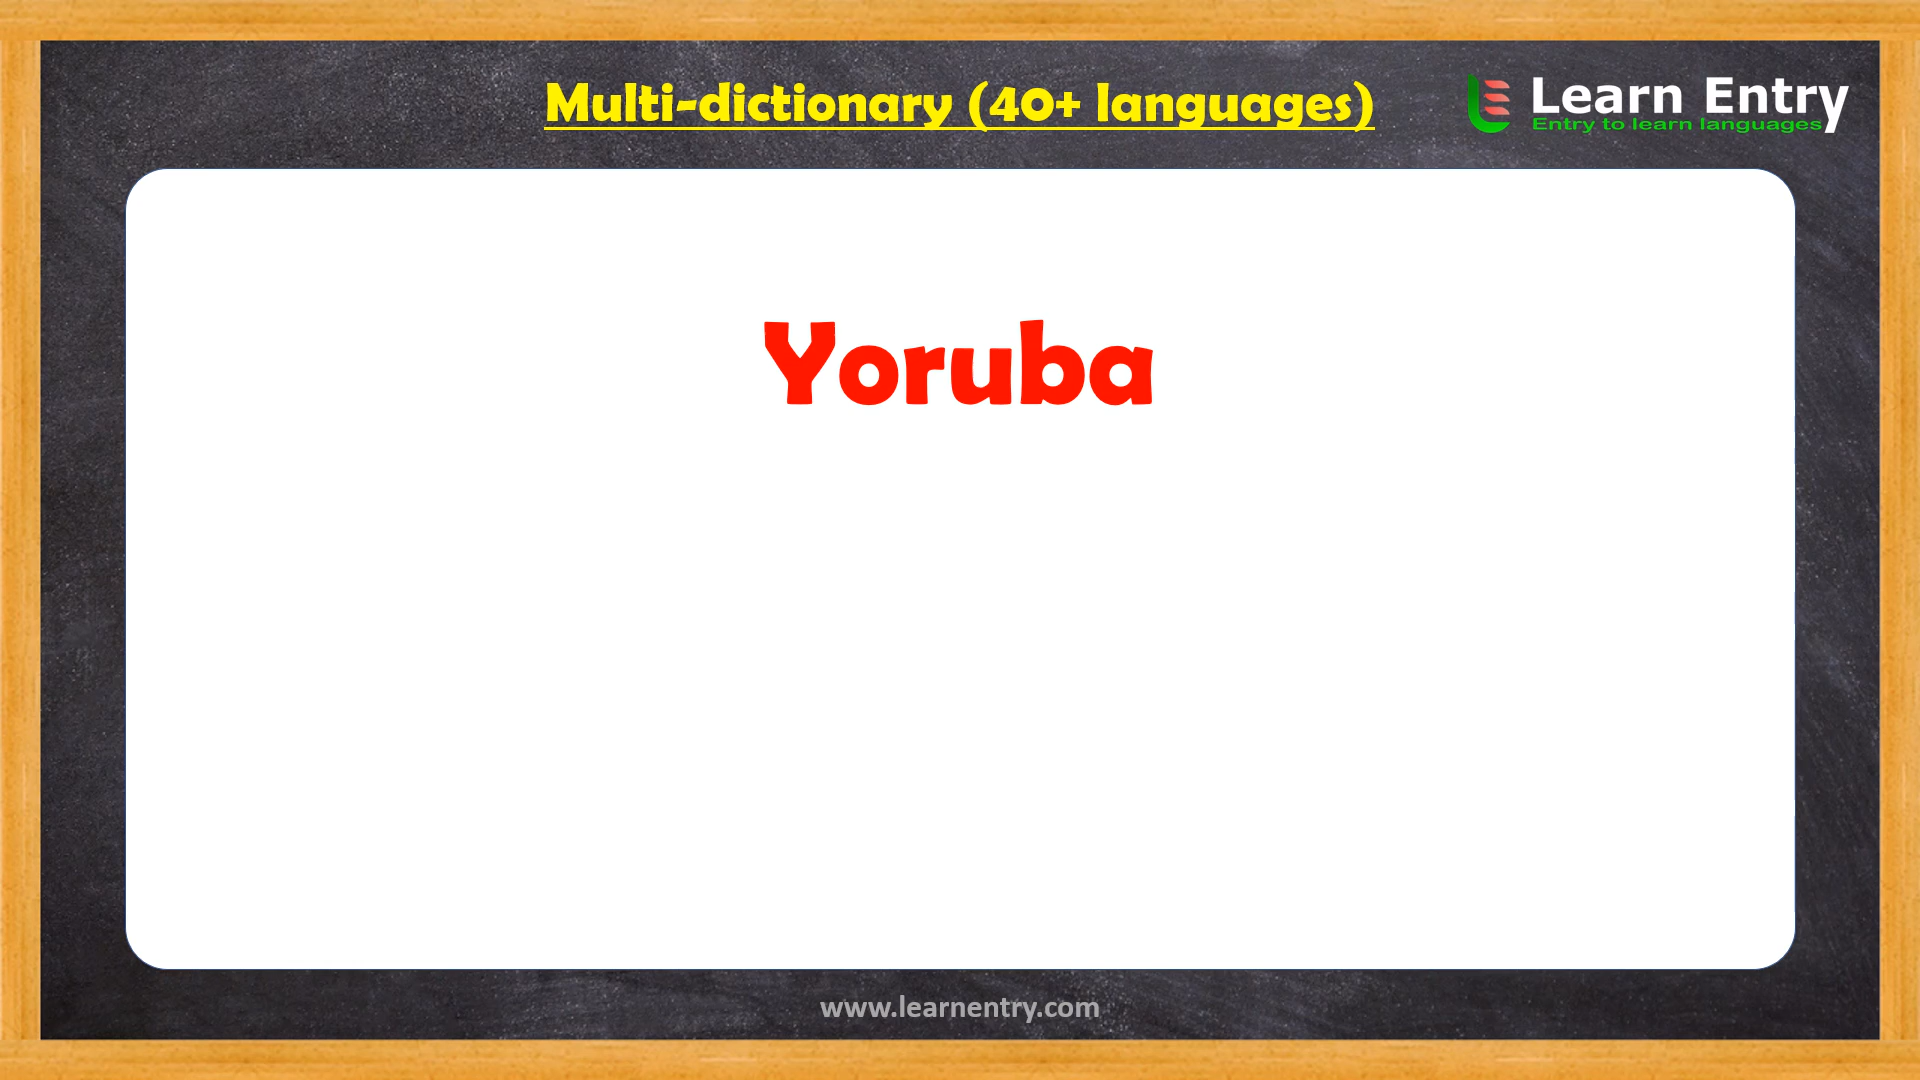 Multi-dictionary (40+ languages)
Learn Entry
Entry to learn languages
Yoruba
www.learnentry.com